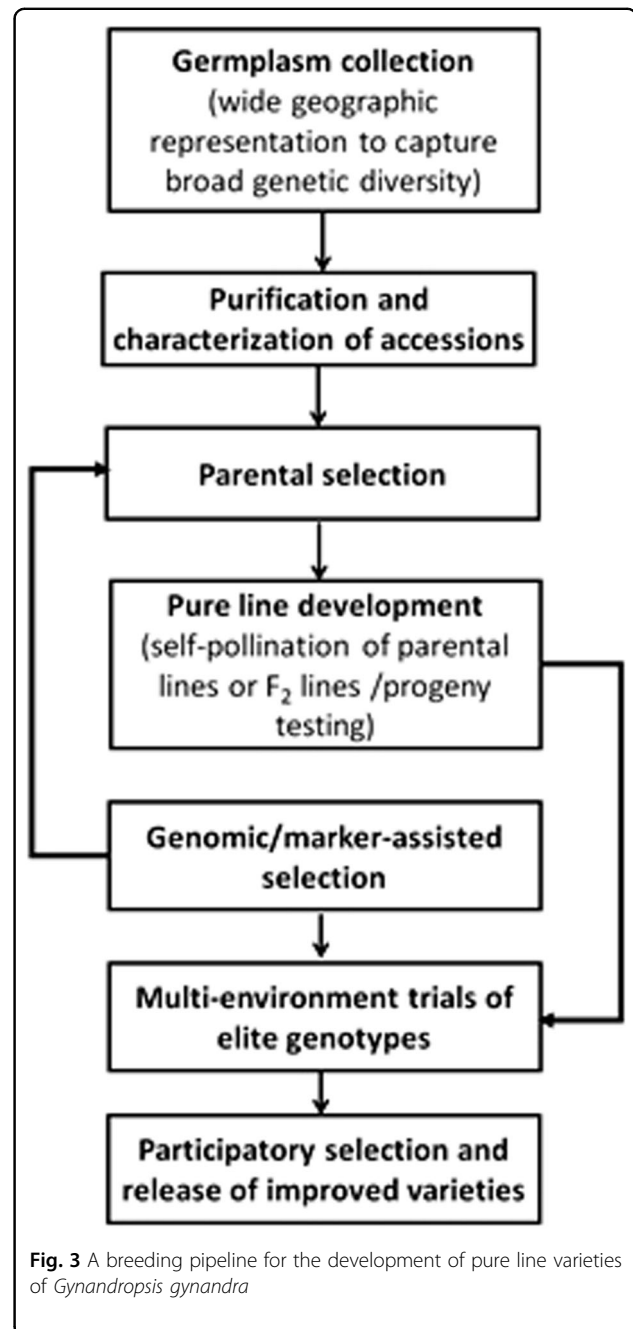 Germplasm collection
(wide geographic
representation to capture
broad genetic diversity)
Purification and
characterization of accessions
Parental selection
Pure line development
(self-pollination of parental
lines or F₂ lines /progeny
testing)
Genomic/marker-assisted
selection
Multi-environment trials of
elite genotypes
Participatory selection and
release of improved varieties
Fig. 3 A breeding pipeline for the development of pure line varieties
of Gynandropsis gynandra